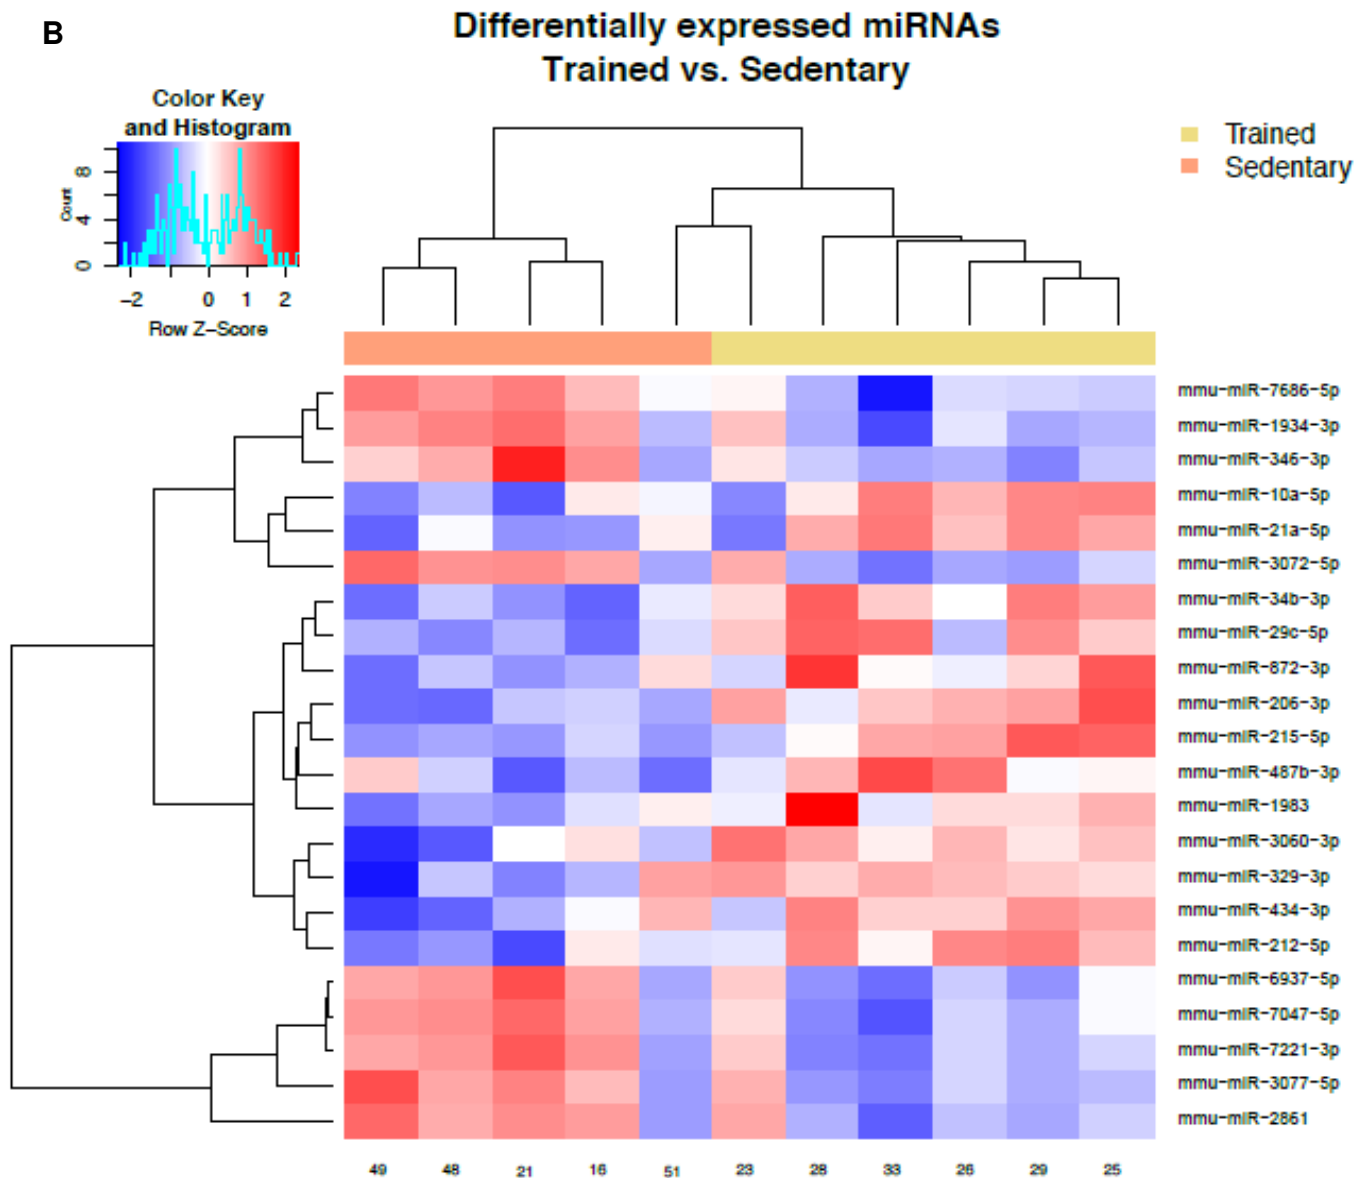 B
Differentially expressed miRNAs
Trained vs. Sedentary
Color Key
and Histogram
Count
0 4 8
−2 0 1 2
Row Z−Score
Trained
Sedentary
mmu−miR−7686−5p
mmu−miR−1934−3p
mmu−miR−346−3p
mmu−miR−10a−5p
mmu−miR−21a−5p
mmu−miR−3072−5p
mmu−miR−34b−3p
mmu−miR−29c−5p
mmu−miR−872−3p
mmu−miR−206−3p
mmu−miR−215−5p
mmu−miR−487b−3p
mmu−miR−1983
mmu−miR−3060−3p
mmu−miR−329−3p
mmu−miR−434−3p
mmu−miR−212−5p
mmu−miR−6937−5p
mmu−miR−7047−5p
mmu−miR−7221−3p
mmu−miR−3077−5p
mmu−miR−2861
49 48 21 16 51 23 28 33 26 29 25